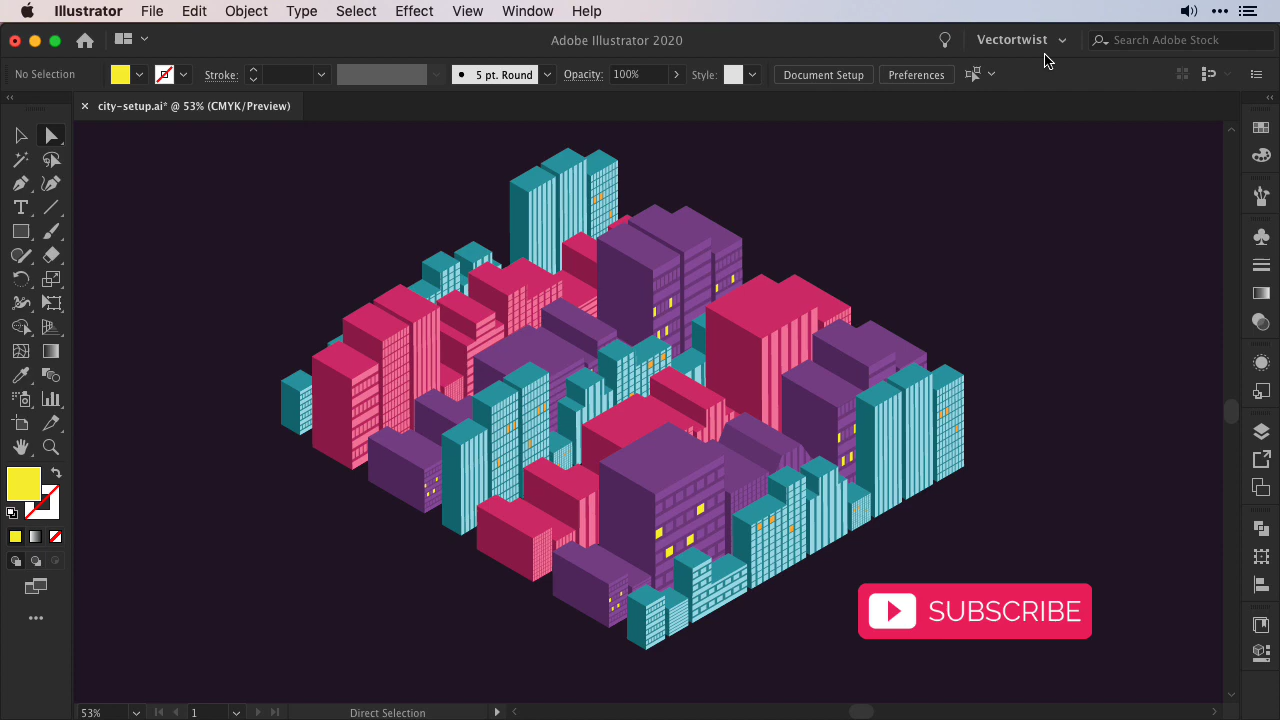 Illustrator File Edit Object Type Select Effect View Window Help
Adobe Illustrator 2020
Vectortwist
Search Adobe Stock
No Selection
Stroke:
5 pt. Round
Opacity:
100%
Style:
Document Setup
Preferences
city-setup.ai* @ 53% (CMYK/Preview)
SUBSCRIBE
53%
1
Direct Selection